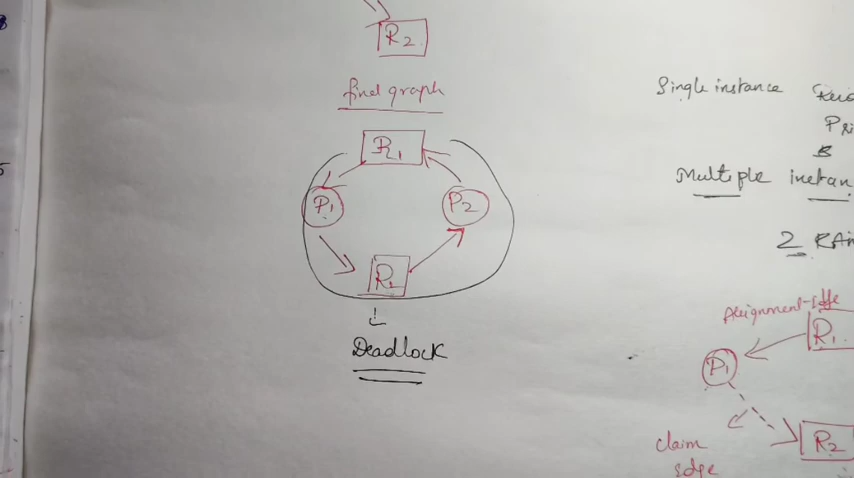 R2
final graph
R1
P1
P2
R2
Deadlock
Single instance
Multiple instan
2 RAM
Assignment-edge
R1
P1
claim
edge
R2